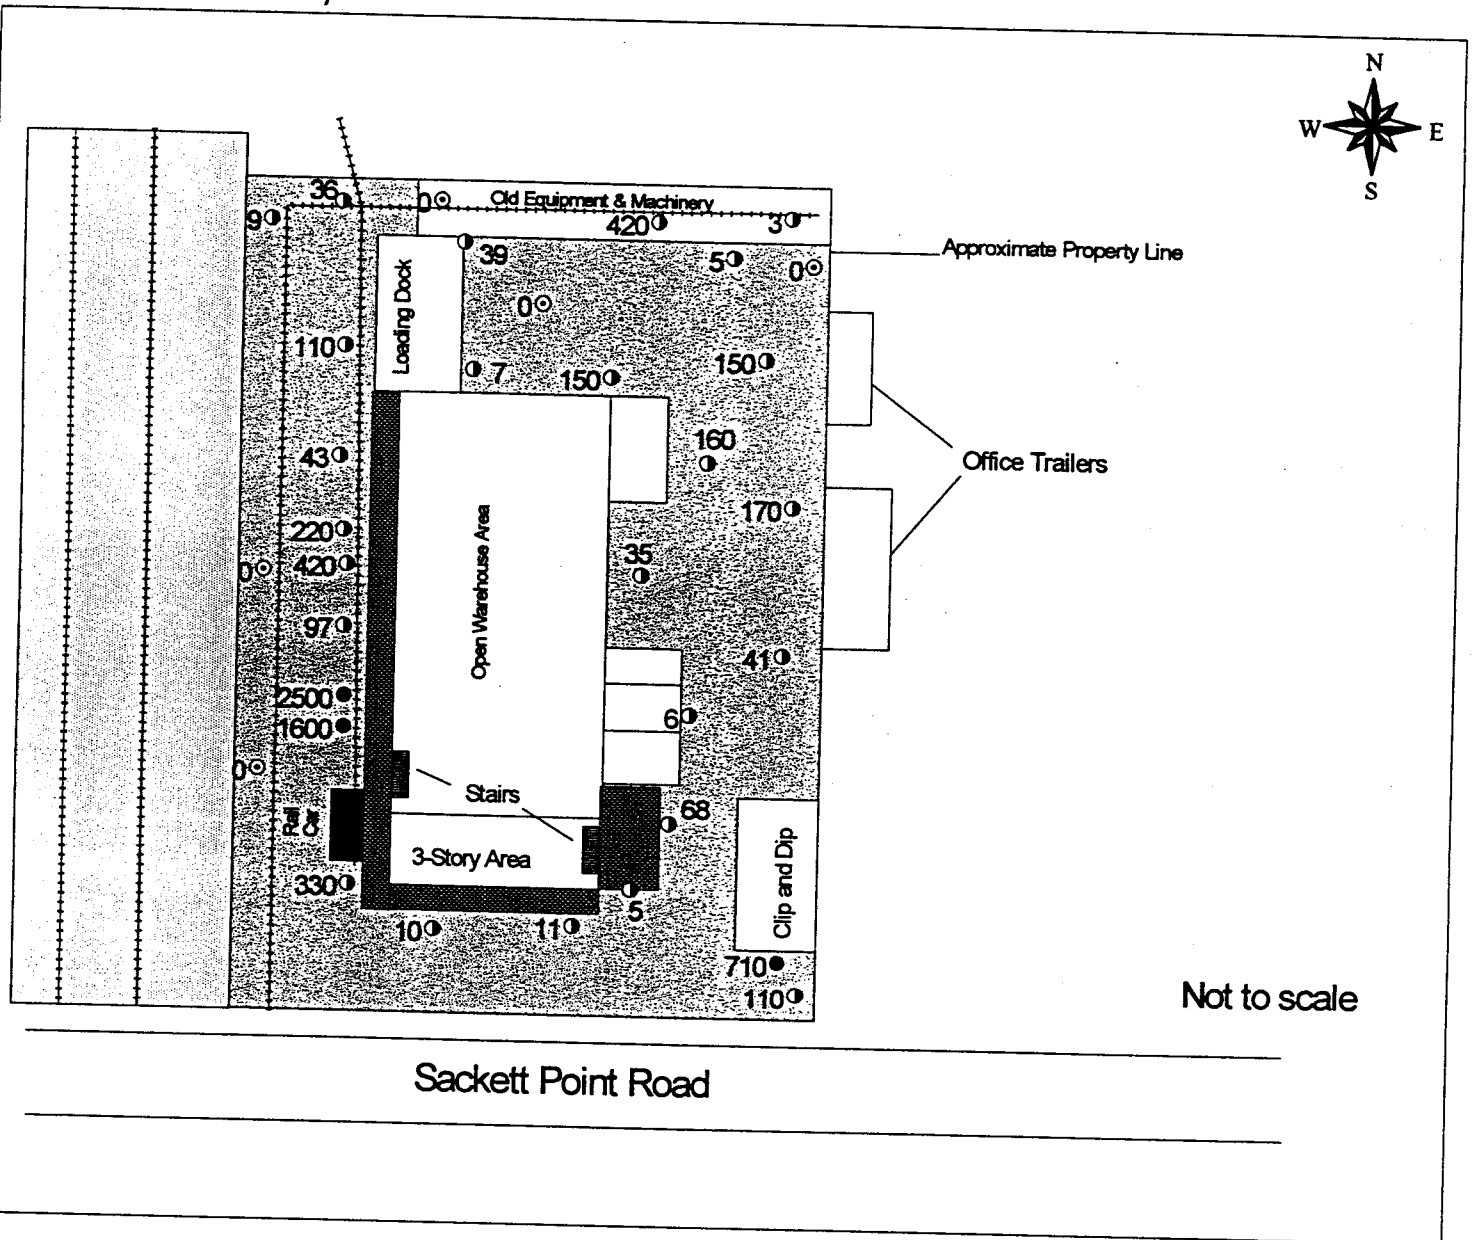 N
W E
S
36
0
Old Equipment & Machinery
9
420
3
39
5
0
Approximate Property Line
Loading Dock
0
110
7
150
150
160
43
Office Trailers
170
220
Open Warehouse Area
35
0
420
97
41
2500
6
1600
0
Stairs
68
Rail
Car
3-Story Area
Clip and Dip
330
5
10
11
710
110
Not to scale
Sackett Point Road